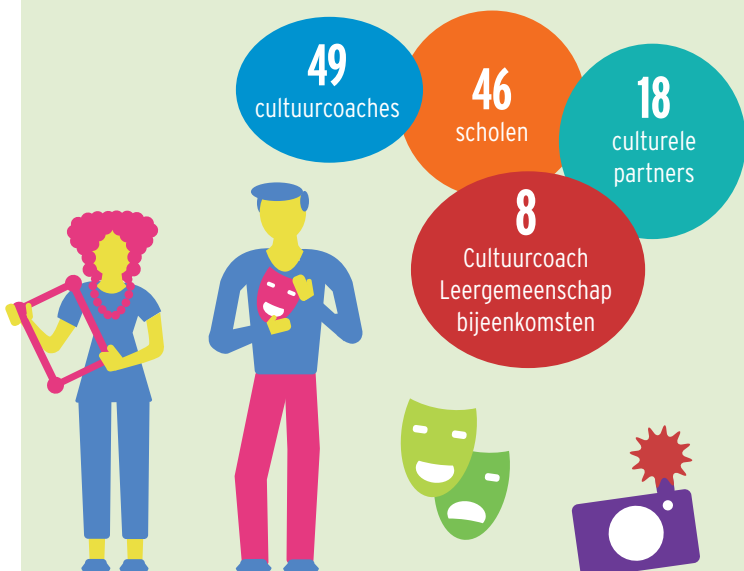 49
cultuurcoaches
46
scholen
18
culturele
partners
8
Cultuurcoach
Leergemeenschap
bijeenkomsten